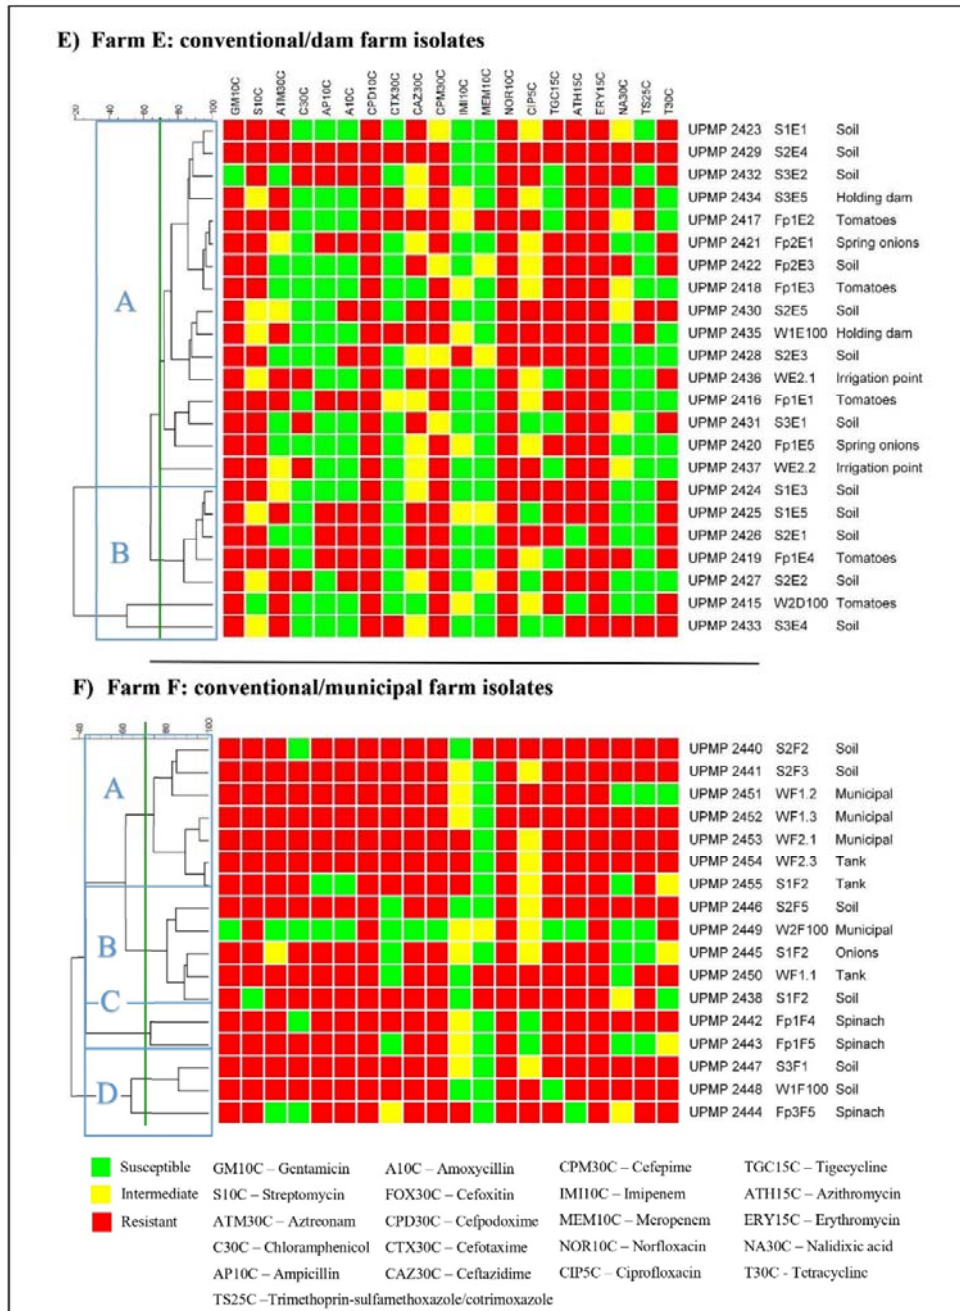 E) Farm E: conventional/dam farm isolates
20 40 60 80 100
GM10C S10C ATM30C C30C AP10C A10C CPD10C CTX30C CAZ30C CPM30C IMI10C MEM10C NOR10C CIP5C TGC15C ATH15C ERY15C NA30C TS25C T30C
UPMP 2423 S1E1 Soil
UPMP 2429 S2E4 Soil
UPMP 2432 S3E2 Soil
UPMP 2434 S3E5 Holding dam
UPMP 2417 Fp1E2 Tomatoes
UPMP 2421 Fp2E1 Spring onions
UPMP 2422 Fp2E3 Soil
UPMP 2418 Fp1E3 Tomatoes
A
UPMP 2430 S2E5 Soil
UPMP 2435 W1E100 Holding dam
UPMP 2428 S2E3 Soil
UPMP 2436 WE2.1 Irrigation point
UPMP 2416 Fp1E1 Tomatoes
UPMP 2431 S3E1 Soil
UPMP 2420 Fp1E5 Spring onions
UPMP 2437 WE2.2 Irrigation point
UPMP 2424 S1E3 Soil
UPMP 2425 S1E5 Soil
UPMP 2426 S2E1 Soil
B
UPMP 2419 Fp1E4 Tomatoes
UPMP 2427 S2E2 Soil
UPMP 2415 W2D100 Tomatoes
UPMP 2433 S3E4 Soil
F) Farm F: conventional/municipal farm isolates
40 60 80 100
UPMP 2440 S2F2 Soil
UPMP 2441 S2F3 Soil
A
UPMP 2451 WF1.2 Municipal
UPMP 2452 WF1.3 Municipal
UPMP 2453 WF2.1 Municipal
UPMP 2454 WF2.3 Tank
UPMP 2455 S1F2 Tank
UPMP 2446 S2F5 Soil
UPMP 2449 W2F100 Municipal
B
UPMP 2445 S1F2 Onions
UPMP 2450 WF1.1 Tank
UPMP 2438 S1F2 Soil
C
UPMP 2442 Fp1F4 Spinach
UPMP 2443 Fp1F5 Spinach
UPMP 2447 S3F1 Soil
D
UPMP 2448 W1F100 Soil
UPMP 2444 Fp3F5 Spinach
Susceptible GM10C – Gentamicin A10C – Amoxycillin CPM30C – Cefepime TGC15C – Tigecycline
Intermediate S10C – Streptomycin FOX30C – Cefoxitin IMI10C – Imipenem ATH15C – Azithromycin
Resistant ATM30C – Aztreonam CPD30C – Cefpodoxime MEM10C – Meropenem ERY15C – Erythromycin
C30C – Chloramphenicol CTX30C – Cefotaxime NOR10C – Norfloxacin NA30C – Nalidixic acid
AP10C – Ampicillin CAZ30C – Ceftazidime CIP5C – Ciprofloxacin T30C - Tetracycline
TS25C –Trimethoprin-sulfamethoxazole/cotrimoxazole